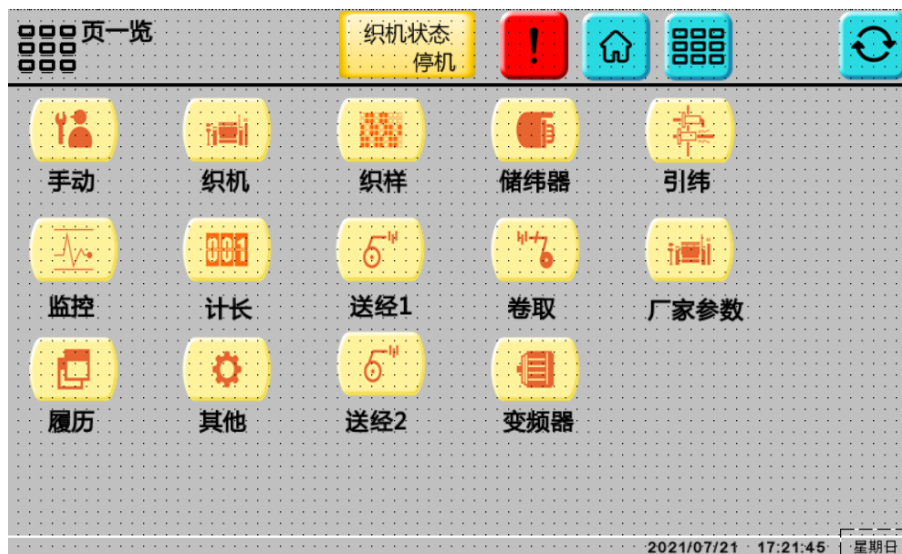 页一览
织机状态
停机
!
手动
织机
织样
储纬器
引纬
001
监控
计长
送经1
卷取
厂家参数
履历
其他
送经2
变频器
2021/07/21 17:21:45 星期日